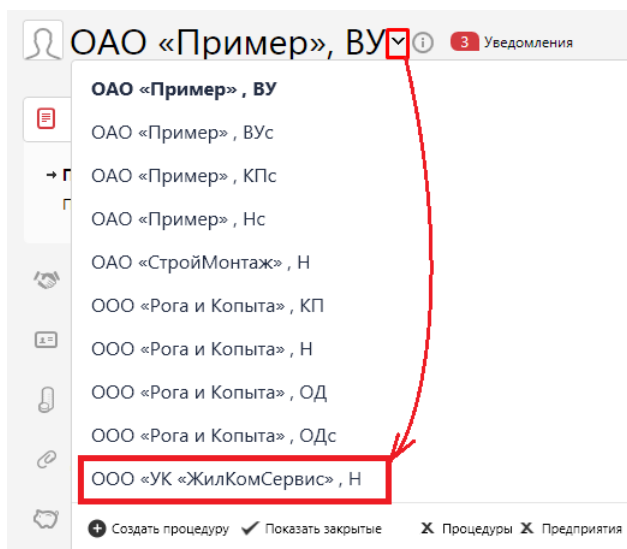 ОАО «Пример», ВУ 3 Уведомления
ОАО «Пример» , ВУ
ОАО «Пример» , ВУс
ОАО «Пример» , КПс
ОАО «Пример» , Нс
ОАО «СтройМонтаж» , Н
ООО «Рога и Копыта» , КП
ООО «Рога и Копыта» , Н
ООО «Рога и Копыта» , ОД
ООО «Рога и Копыта» , ОДс
ООО «УК «ЖилКомСервис» , Н
Создать процедуру Показать закрытые X Процедуры X Предприятия